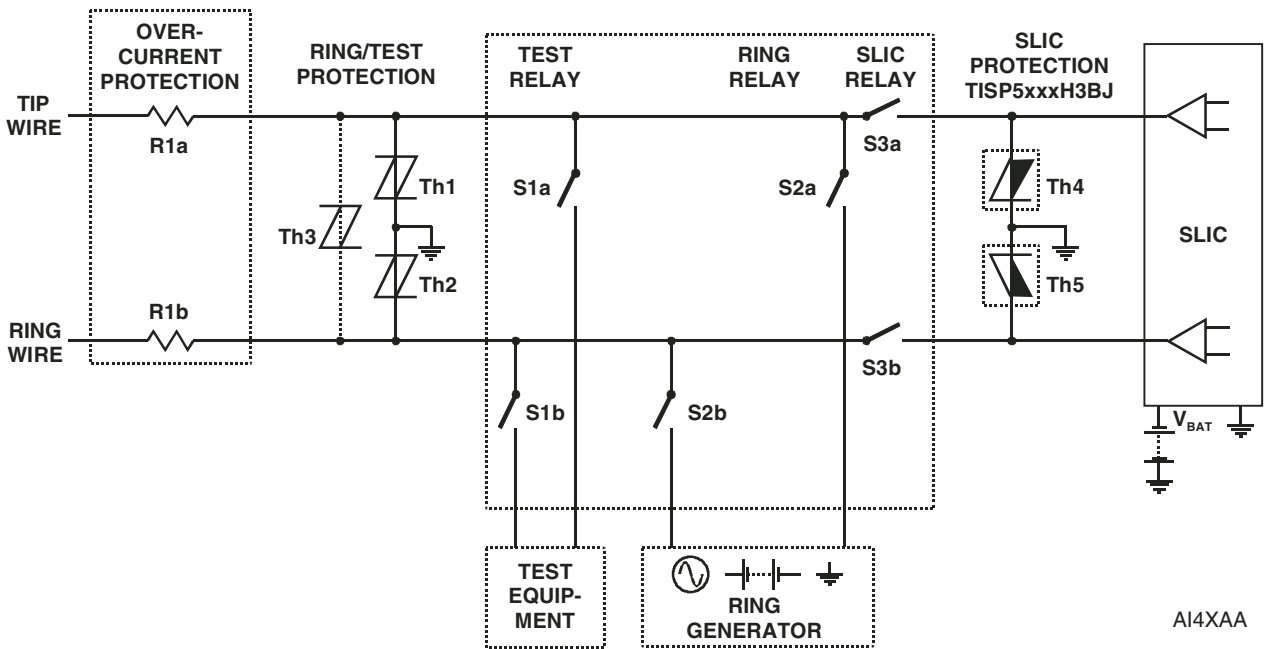 OVER-
CURRENT
PROTECTION
RING/TEST
PROTECTION
TEST
RELAY
RING
RELAY
SLIC
RELAY
SLIC
PROTECTION
TISP5xxxH3BJ
TIP
WIRE
R1a
S3a
Th1
S1a
S2a
Th4
Th3
SLIC
Th2
Th5
R1b
RING
WIRE
S3b
S1b
S2b
VBAT
TEST
EQUIP-
MENT
RING
GENERATOR
AI4XAA